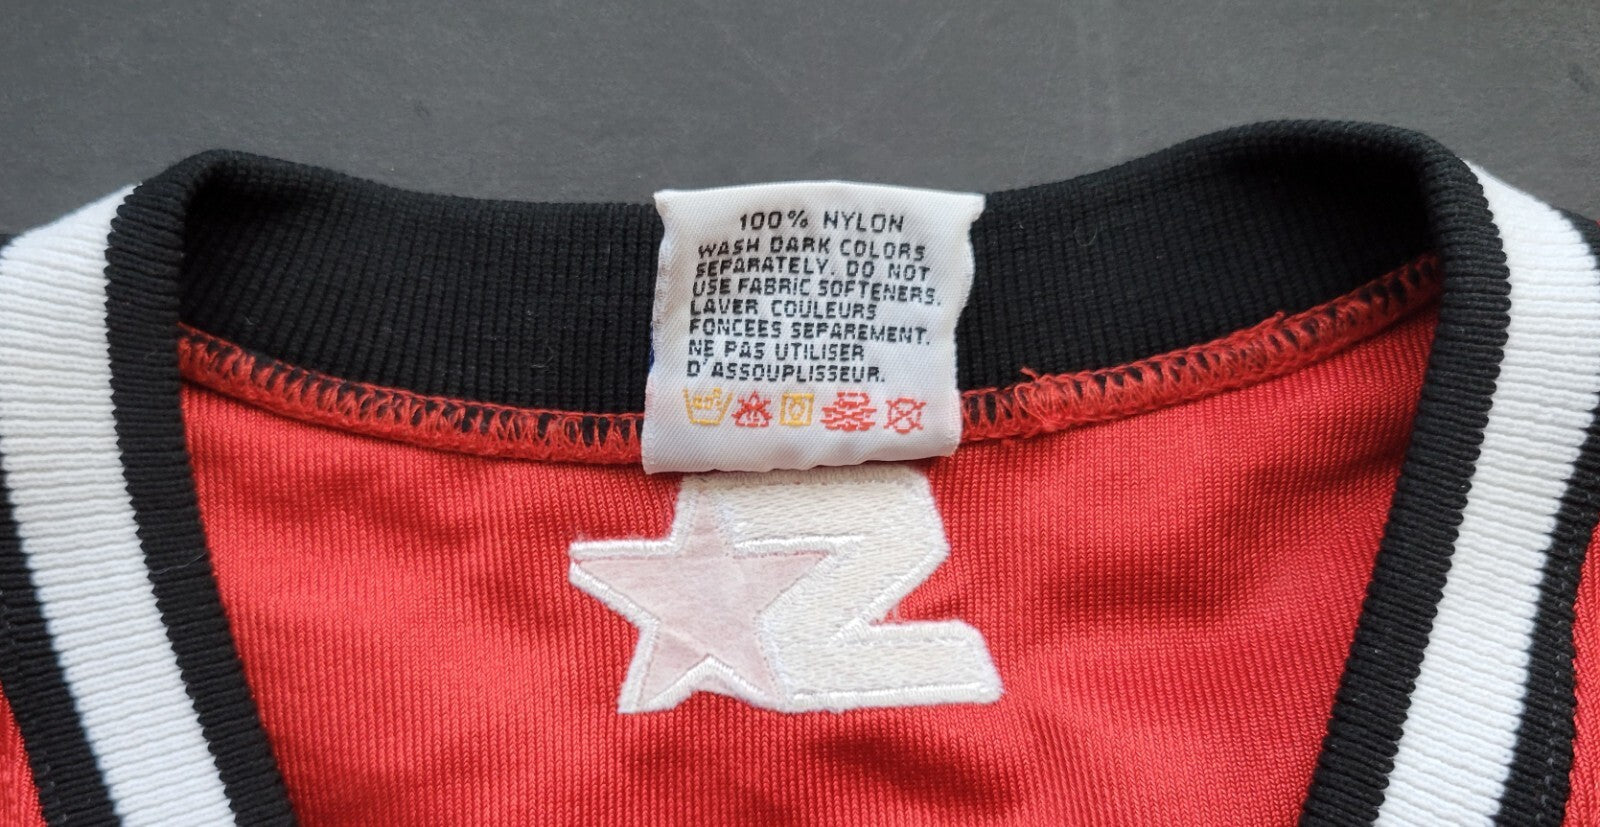 100% NYLON
WASH DARK COLORS
SEPARATELY. DO NOT
USE FABRIC SOFTENERS.
LAVER COULEURS
FONCEES SEPAREMENT.
NE PAS UTILISER
D'ASSOUPLISSEUR.